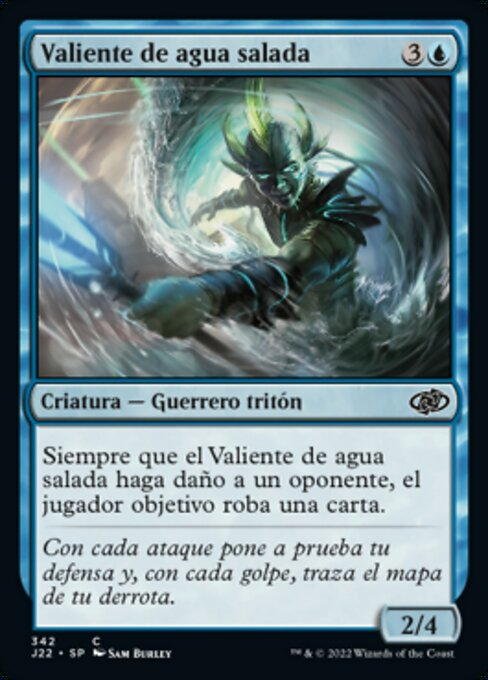 Valiente de agua salada 3
Criatura — Guerrero tritón
Siempre que el Valiente de agua
salada haga daño a un oponente, el
jugador objetivo roba una carta.
Con cada ataque pone a prueba tu
defensa y, con cada golpe, traza el mapa
de tu derrota.
2/4
342 C
J22 • SP Sam Burley
™ & © 2022 Wizards of the Coast